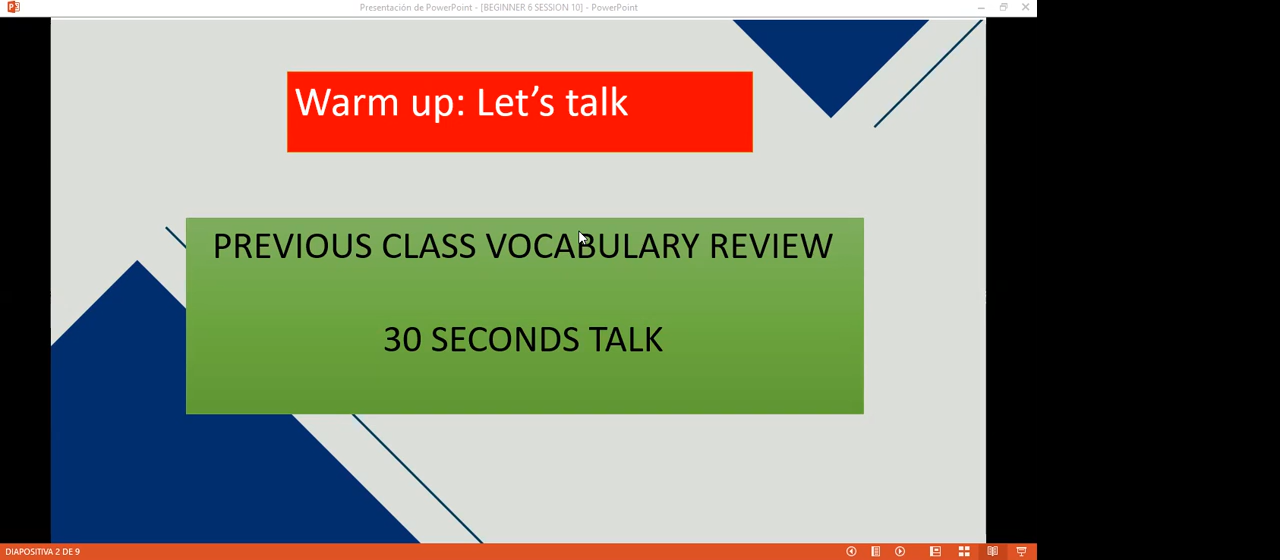 Presentación de PowerPoint - [BEGINNER 6 SESSION 10] - PowerPoint
Warm up: Let’s talk
PREVIOUS CLASS VOCABULARY REVIEW
30 SECONDS TALK
DIAPOSITIVA 2 DE 9